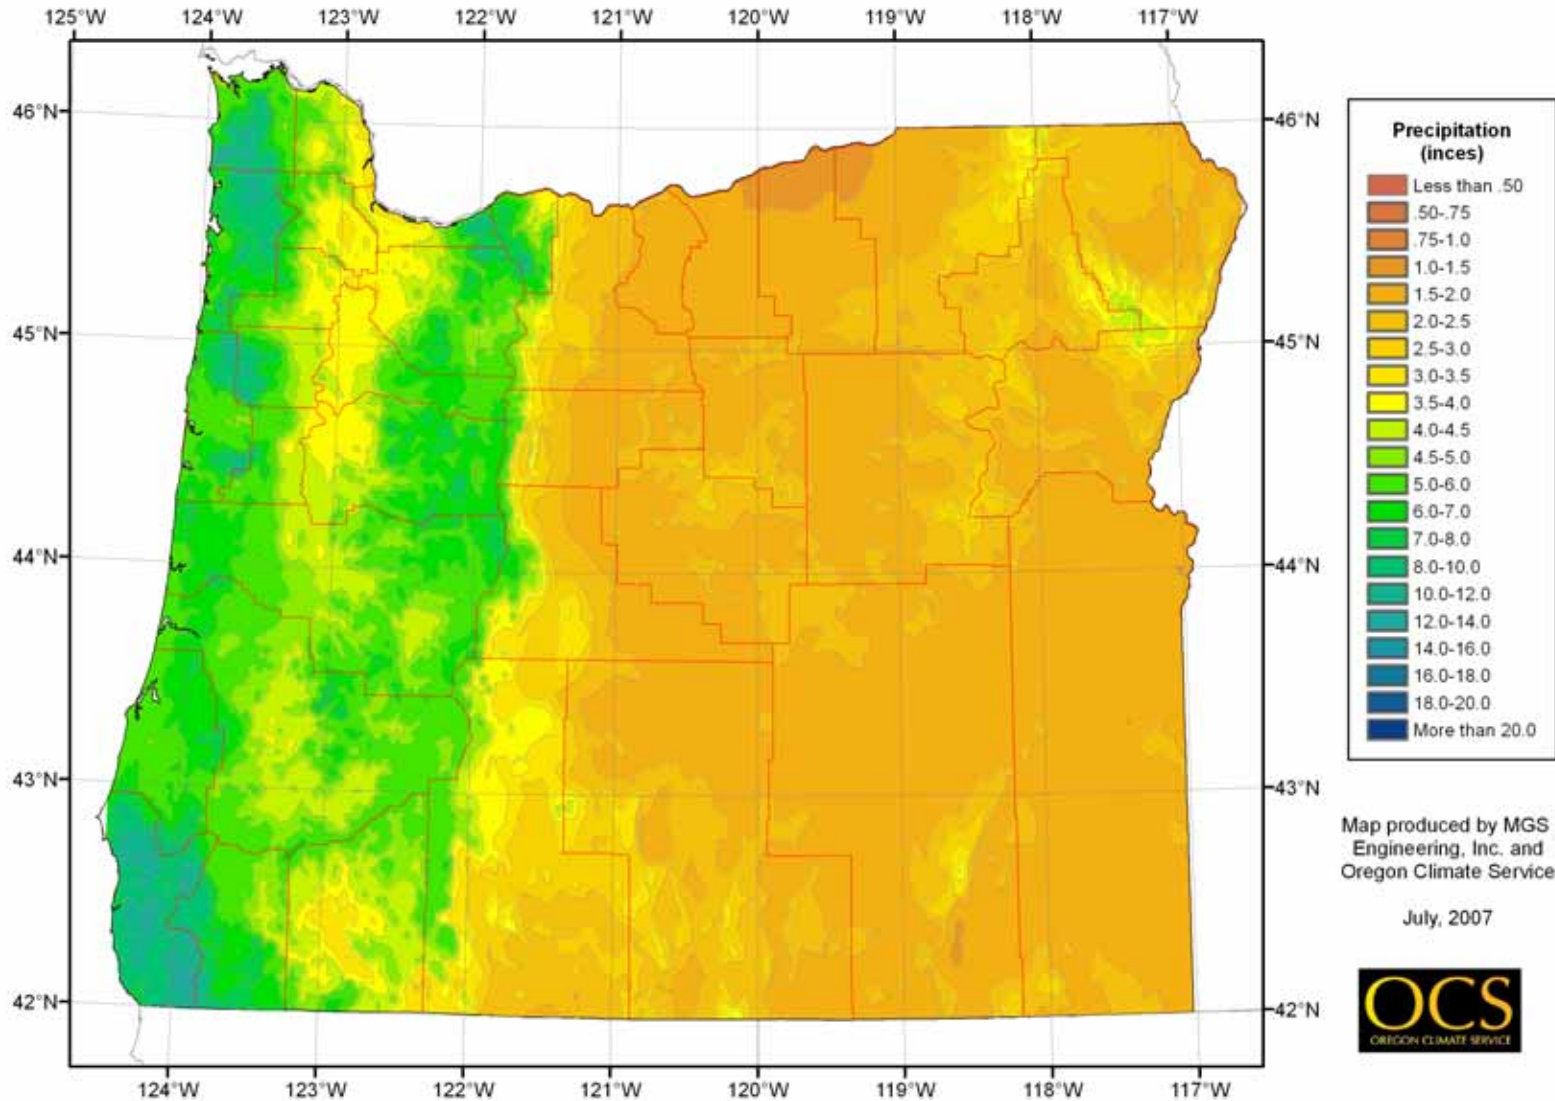 125°W 124°W 123°W 122°W 121°W 120°W 119°W 118°W 117°W
46°N 46°N
45°N 45°N
44°N 44°N
43°N 43°N
42°N 42°N
124°W 123°W 122°W 121°W 120°W 119°W 118°W 117°W
Precipitation
(inces)
Less than .50
.50-.75
.75-1.0
1.0-1.5
1.5-2.0
2.0-2.5
2.5-3.0
3.0-3.5
3.5-4.0
4.0-4.5
4.5-5.0
5.0-6.0
6.0-7.0
7.0-8.0
8.0-10.0
10.0-12.0
12.0-14.0
14.0-16.0
16.0-18.0
18.0-20.0
More than 20.0
Map produced by MGS
Engineering, Inc. and
Oregon Climate Service
July, 2007
OCS
OREGON CLIMATE SERVICE